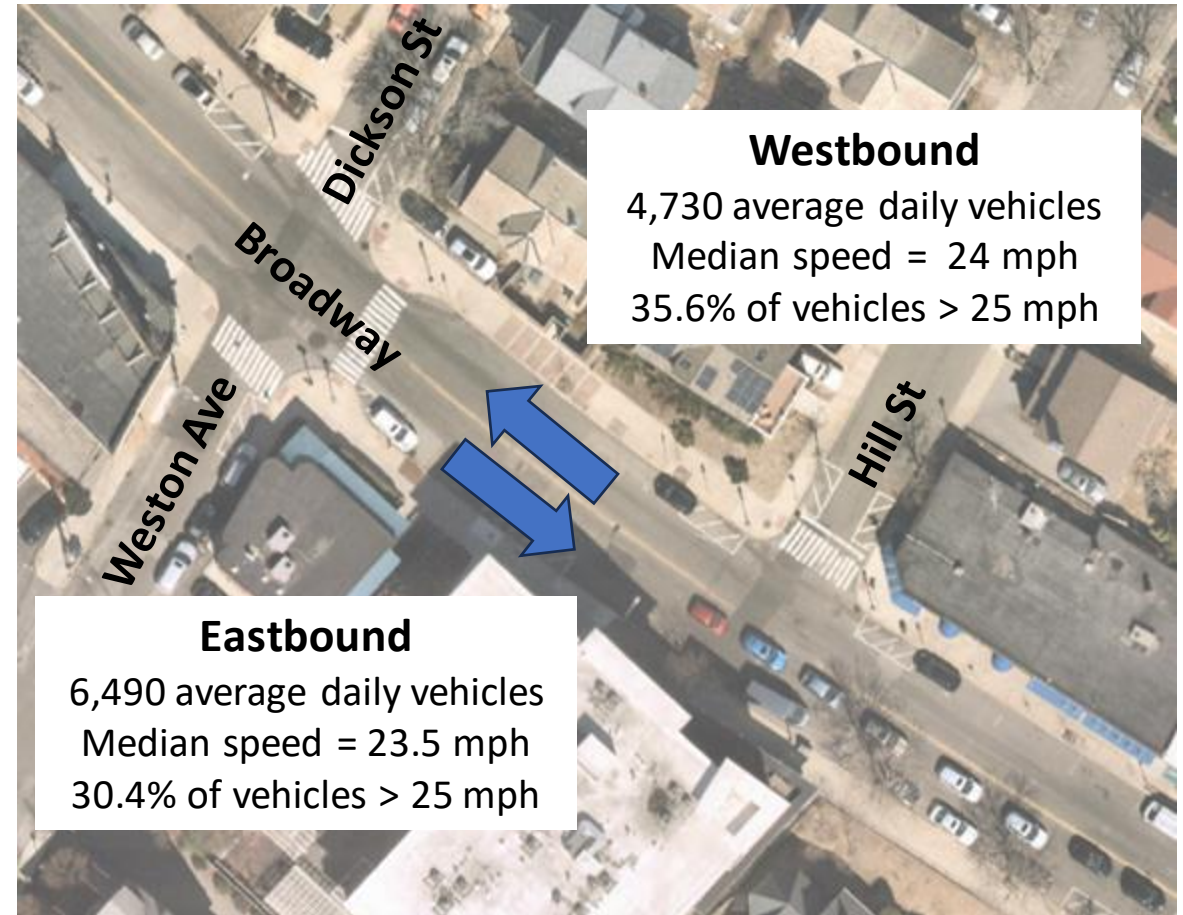 Dickson St
Broadway
Weston Ave
Hill St
Westbound
4,730 average daily vehicles
Median speed = 24 mph
35.6% of vehicles > 25 mph
Eastbound
6,490 average daily vehicles
Median speed = 23.5 mph
30.4% of vehicles > 25 mph